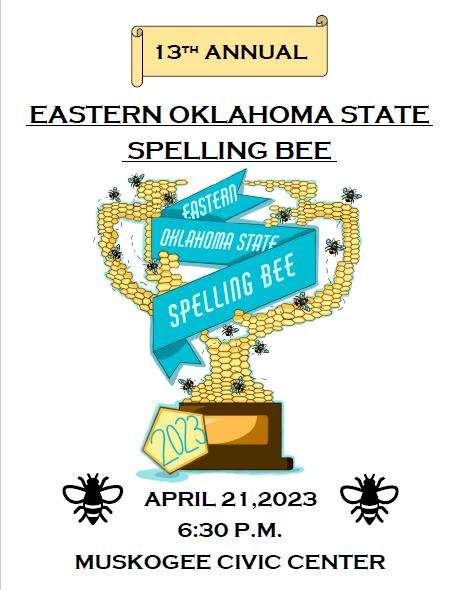 13TH ANNUAL
EASTERN OKLAHOMA STATE
SPELLING BEE
EASTERN
OKLAHOMA STATE
SPELLING BEE
2023
APRIL 21,2023
6:30 P.M.
MUSKOGEE CIVIC CENTER